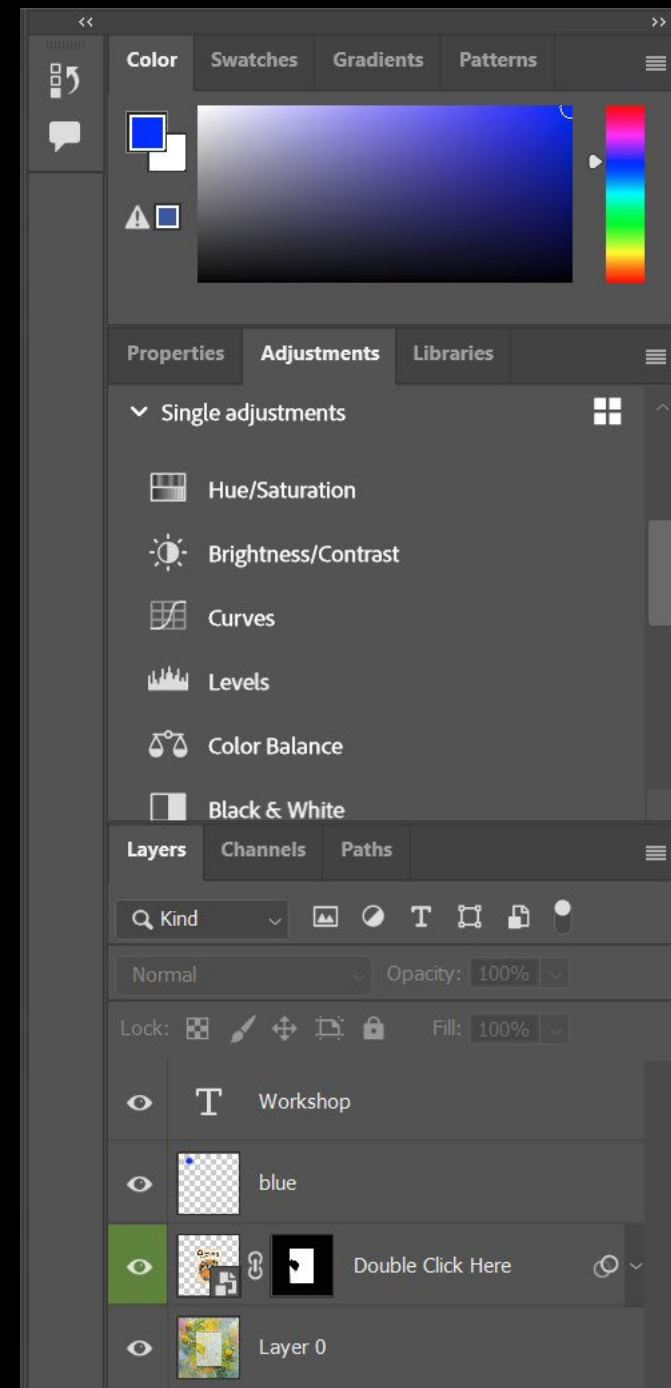 Color Swatches Gradients Patterns
Properties Adjustments Libraries
Single adjustments
Hue/Saturation
Brightness/Contrast
Curves
Levels
Color Balance
Black & White
Layers Channels Paths
Kind
Normal Opacity: 100%
Lock: Fill: 100%
T Workshop
blue
Double Click Here
Layer 0